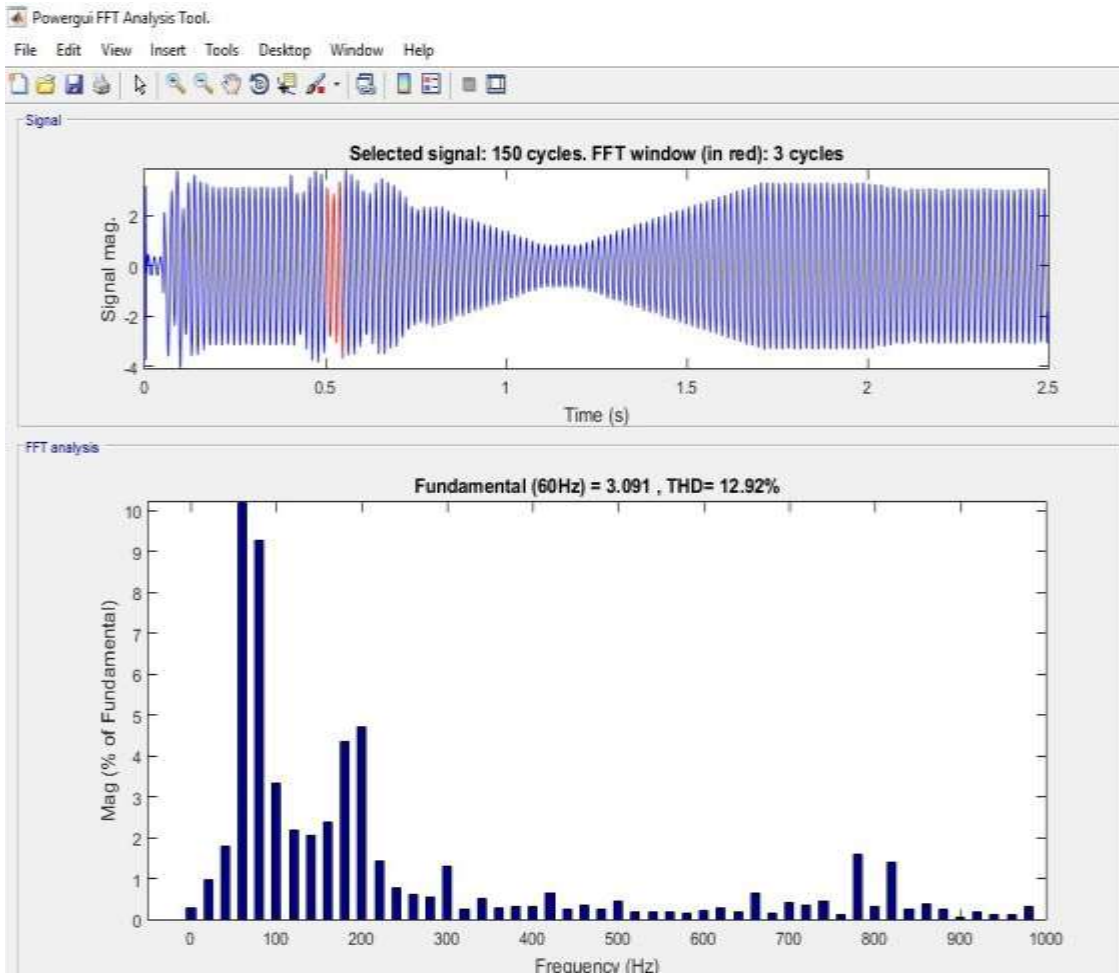 Powergui FFT Analysis Tool.
File Edit View Insert Tools Desktop Window Help
Signal
Selected signal: 150 cycles. FFT window (in red): 3 cycles
Signal mag.
2
0
-2
-4
0 0.5 1 1.5 2 2.5
Time (s)
FFT analysis
Fundamental (60Hz) = 3.091 , THD= 12.92%
Mag (% of Fundamental)
10
9
8
7
6
5
4
3
2
1
0
0 100 200 300 400 500 600 700 800 900 1000
Frequency (Hz)